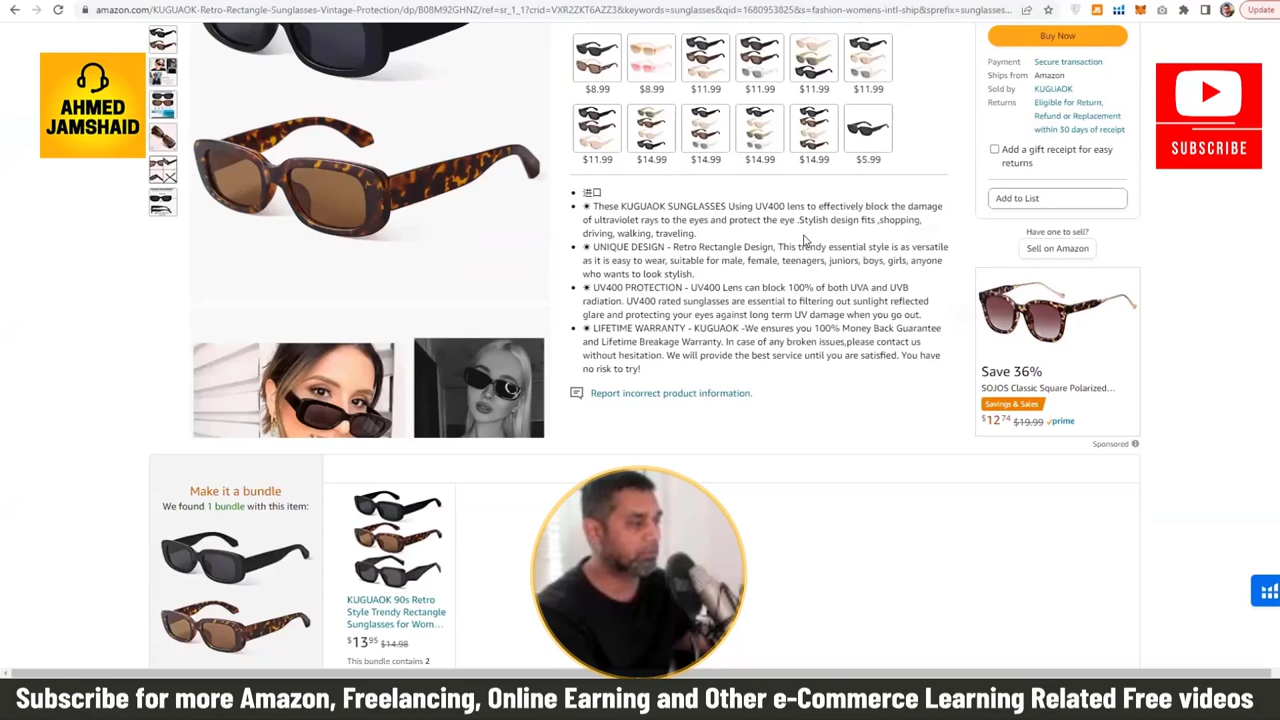 amazon.com/KUGUAOK-Retro-Rectangle-Sunglasses-Vintage-Protection/dp/B08M92GHNZ/ref=sr_1_1?crid=VXR2ZKT6AZZ3&keywords=sunglasses&qid=1680953825&s=fashion-womens-intl-ship&sprefix=sunglasses...
Update
AHMED
JAMSHAID
$8.99 $8.99 $11.99 $11.99 $11.99 $11.99
$11.99 $14.99 $14.99 $14.99 $14.99 $5.99
进口
☀ These KUGUAOK SUNGLASSES Using UV400 lens to effectively block the damage
of ultraviolet rays to the eyes and protect the eye .Stylish design fits ,shopping,
driving, walking, traveling.
☀ UNIQUE DESIGN - Retro Rectangle Design, This trendy essential style is as versatile
as it is easy to wear, suitable for male, female, teenagers, juniors, boys, girls, anyone
who wants to look stylish.
☀ UV400 PROTECTION - UV400 Lens can block 100% of both UVA and UVB
radiation. UV400 rated sunglasses are essential to filtering out sunlight reflected
glare and protecting your eyes against long term UV damage when you go out.
☀ LIFETIME WARRANTY - KUGUAOK -We ensures you 100% Money Back Guarantee
and Lifetime Breakage Warranty. In case of any broken issues,please contact us
without hesitation. We will provide the best service until you are satisfied. You have
no risk to try!
Report incorrect product information.
Buy Now
Payment Secure transaction
Ships from Amazon
Sold by KUGUAOK
Returns Eligible for Return,
Refund or Replacement
within 30 days of receipt
Add a gift receipt for easy
returns
Add to List
Have one to sell?
Sell on Amazon
Save 36%
SOJOS Classic Square Polarized...
Savings & Sales
$12 74 $19.99 prime
Sponsored
SUBSCRIBE
Make it a bundle
We found 1 bundle with this item:
KUGUAOK 90s Retro
Style Trendy Rectangle
Sunglasses for Wom...
$13 95 $14.98
This bundle contains 2
Subscribe for more Amazon, Freelancing, Online Earning and Other e-Commerce Learning Related Free videos